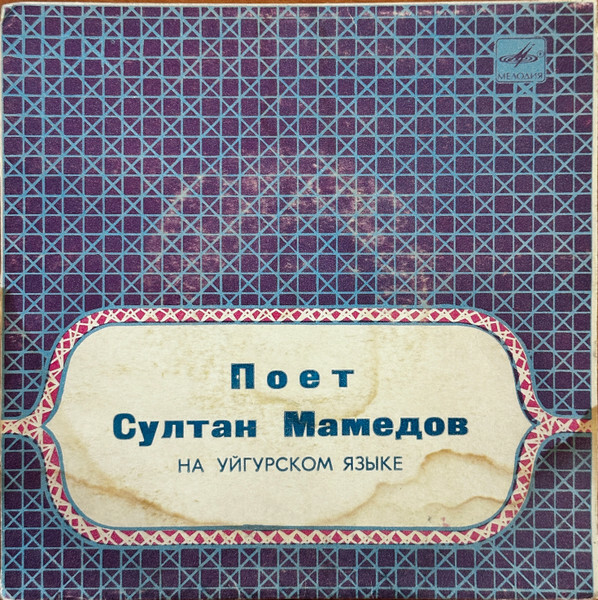 МЕЛОДИЯ
Поет
Султан Мамедов
НА УЙГУРСКОМ ЯЗЫКЕ